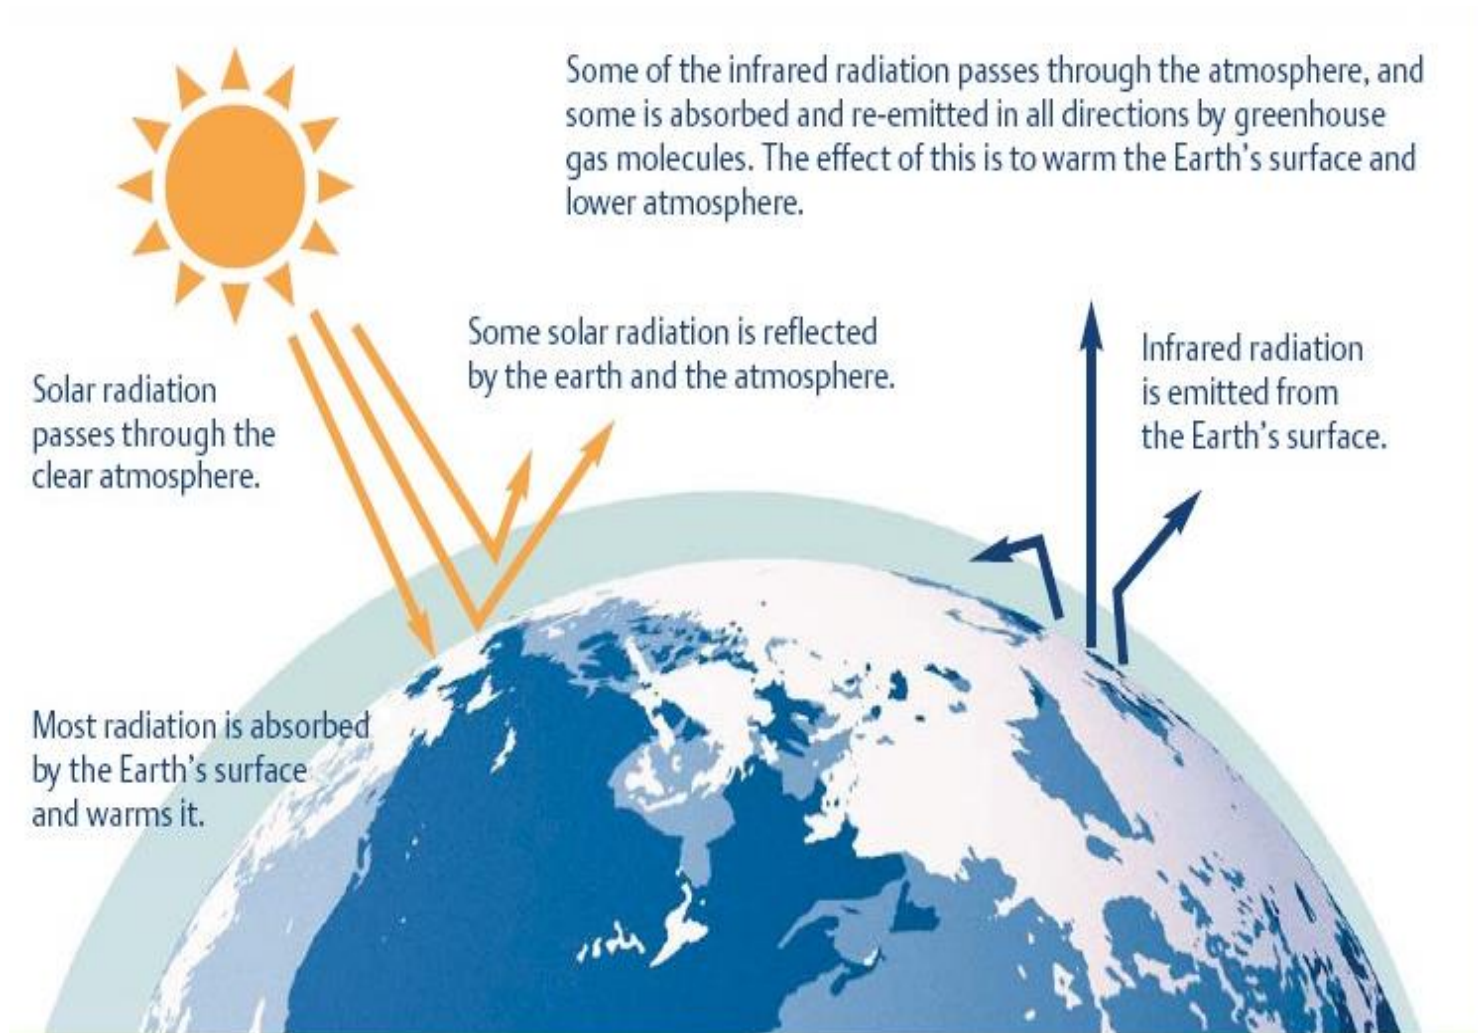 Some of the infrared radiation passes through the atmosphere, and
some is absorbed and re-emitted in all directions by greenhouse
gas molecules. The effect of this is to warm the Earth's surface and
lower atmosphere.
Some solar radiation is reflected
by the earth and the atmosphere.
Infrared radiation
is emitted from
the Earth's surface.
Solar radiation
passes through the
clear atmosphere.
Most radiation is absorbed
by the Earth's surface
and warms it.